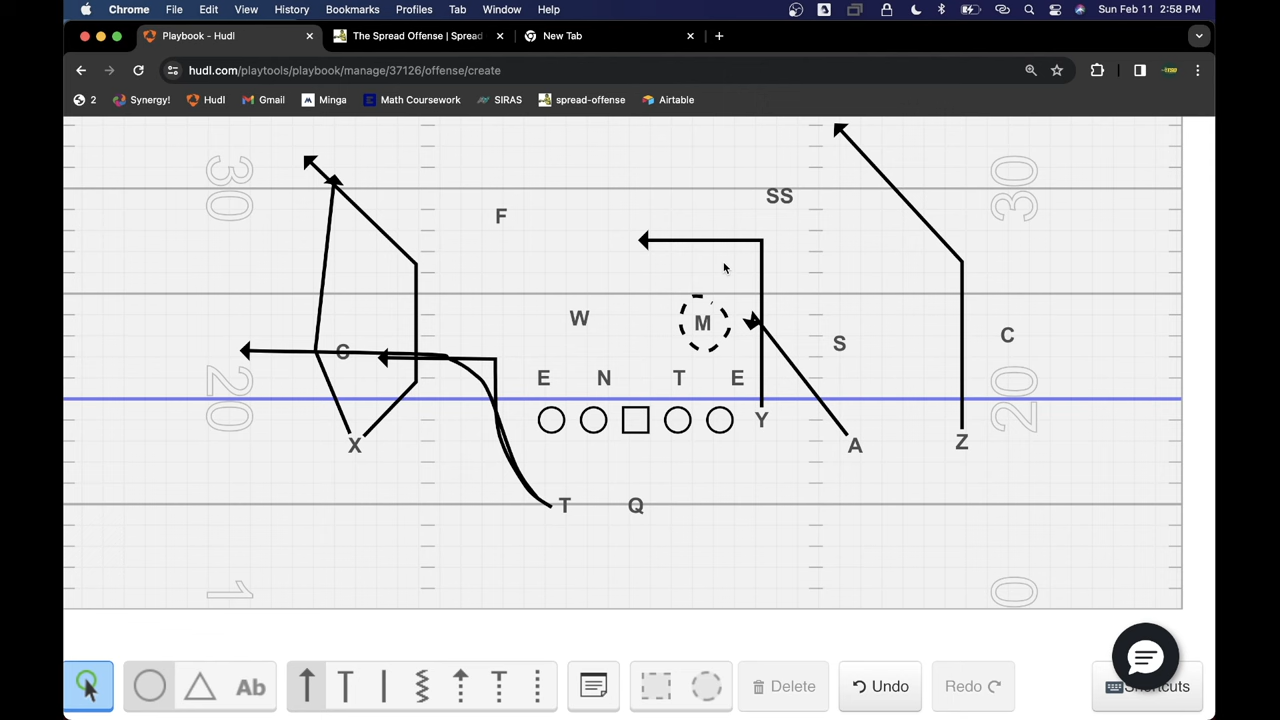 Chrome File Edit View History Bookmarks Profiles Tab Window Help Sun Feb 11 2:58 PM
Playbook - Hudl The Spread Offense | Spread New Tab
hudl.com/playtools/playbook/manage/37126/offense/create
2 Synergy! Hudl Gmail Minga Math Coursework SIRAS spread-offense Airtable
30 30
SS
F
W M S C
C
E N T E
20 20
Y
X A Z
T Q
1 0
Ab Delete Undo Redo Shortcuts